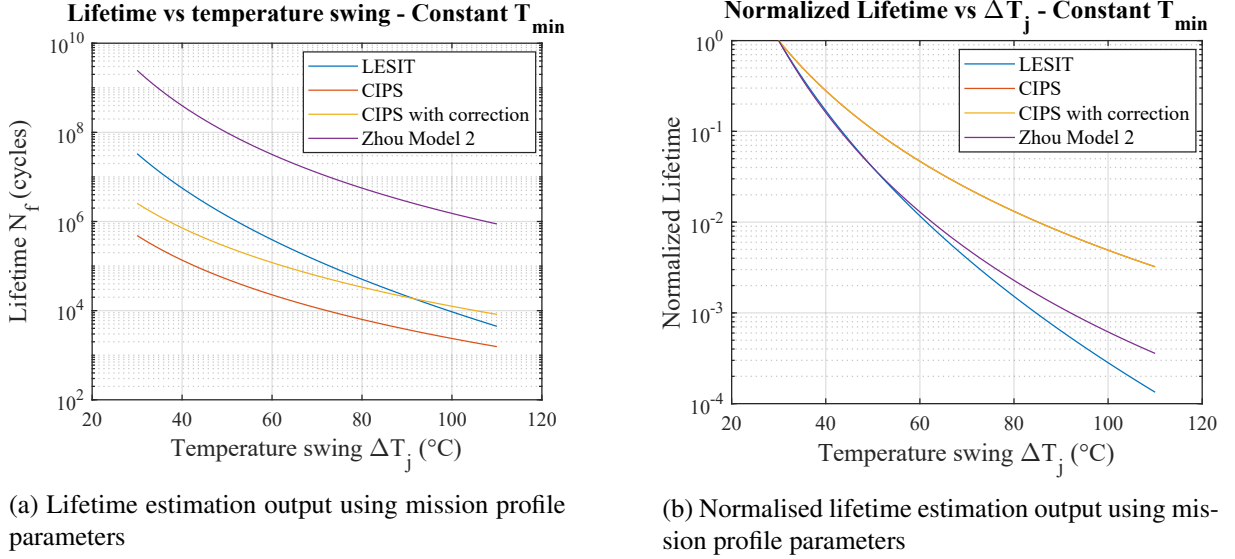 Lifetime vs temperature swing - Constant T_min
10^10
10^8
10^6
10^4
10^2
20
40
60
80
100
120
Lifetime N_f (cycles)
Temperature swing ΔT_j (°C)
LESIT
CIPS
CIPS with correction
Zhou Model 2
(a) Lifetime estimation output using mission profile
parameters
Normalized Lifetime vs ΔT_j - Constant T_min
10^0
10^-1
10^-2
10^-3
10^-4
20
40
60
80
100
120
Normalized Lifetime
Temperature swing ΔT_j (°C)
LESIT
CIPS
CIPS with correction
Zhou Model 2
(b) Normalised lifetime estimation output using mis-
sion profile parameters